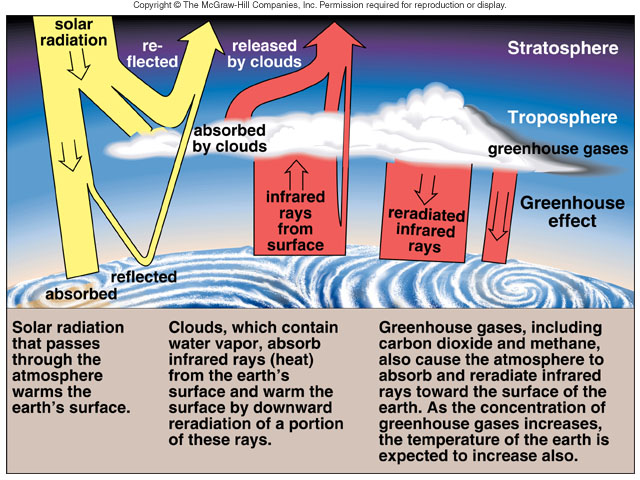 Copyright © The McGraw-Hill Companies, Inc. Permission required for reproduction or display.
solar
radiation
re-
flected
released
by clouds
Stratosphere
Troposphere
absorbed
by clouds
greenhouse gases
infrared
rays
from
surface
reradiated
infrared
rays
Greenhouse
effect
reflected
absorbed
Solar radiation
that passes
through the
atmosphere
warms the
earth's surface.
Clouds, which contain
water vapor, absorb
infrared rays (heat)
from the earth's
surface and warm the
surface by downward
reradiation of a portion
of these rays.
Greenhouse gases, including
carbon dioxide and methane,
also cause the atmosphere to
absorb and reradiate infrared
rays toward the surface of the
earth. As the concentration of
greenhouse gases increases,
the temperature of the earth is
expected to increase also.